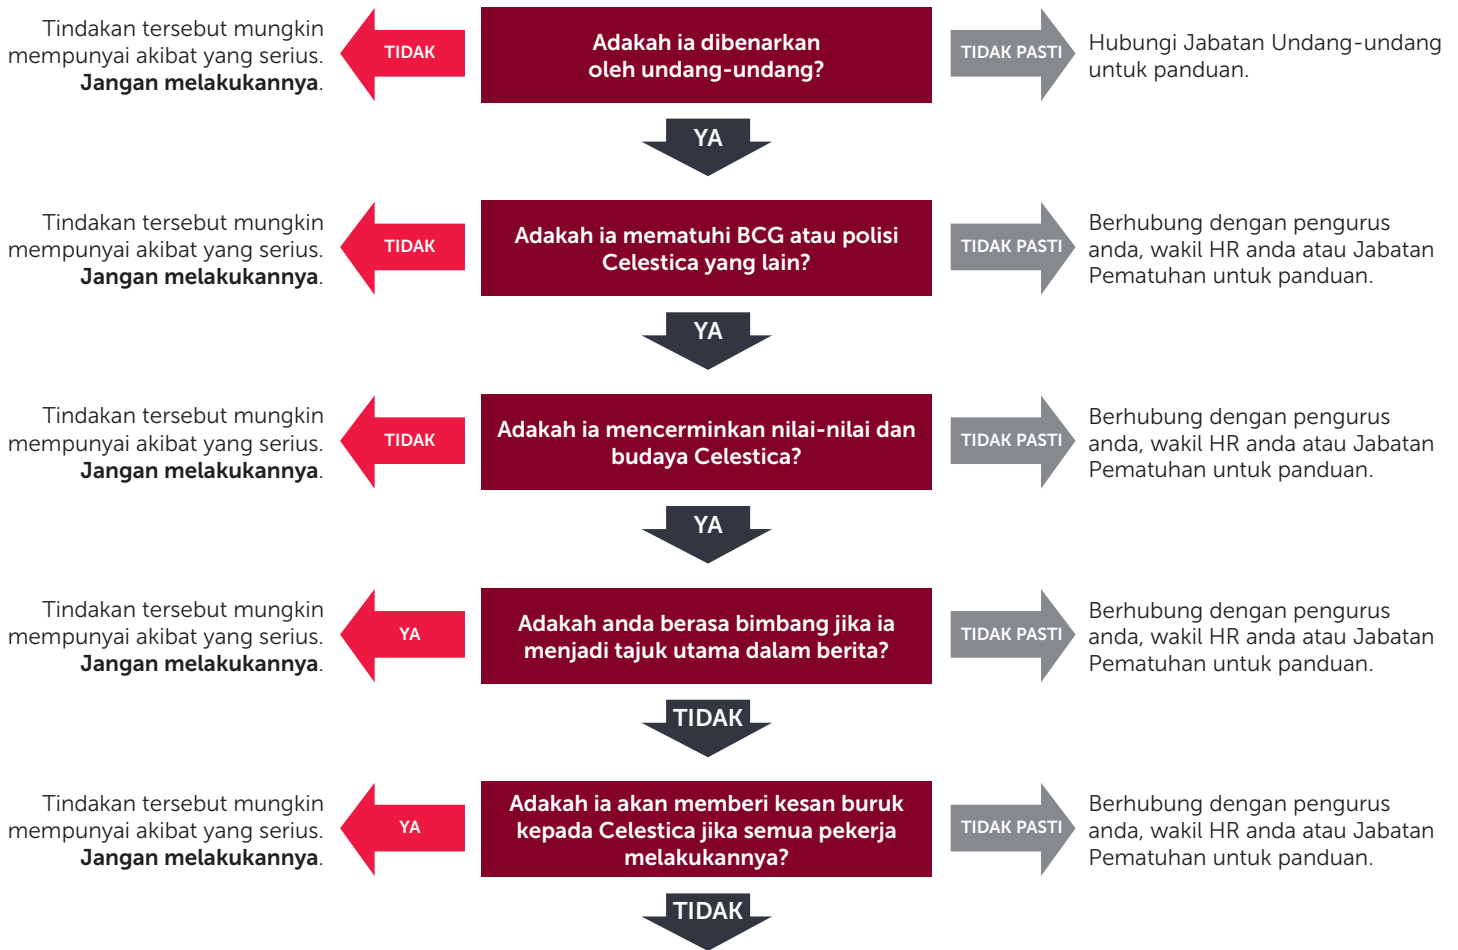 Tindakan tersebut mungkin
mempunyai akibat yang serius.
Jangan melakukannya.
TIDAK
Adakah ia dibenarkan
oleh undang-undang?
TIDAK PASTI
Hubungi Jabatan Undang-undang
untuk panduan.
YA
Tindakan tersebut mungkin
mempunyai akibat yang serius.
Jangan melakukannya.
TIDAK
Adakah ia mematuhi BCG atau polisi
Celestica yang lain?
TIDAK PASTI
Berhubung dengan pengurus
anda, wakil HR anda atau Jabatan
Pematuhan untuk panduan.
YA
Tindakan tersebut mungkin
mempunyai akibat yang serius.
Jangan melakukannya.
TIDAK
Adakah ia mencerminkan nilai-nilai dan
budaya Celestica?
TIDAK PASTI
Berhubung dengan pengurus
anda, wakil HR anda atau Jabatan
Pematuhan untuk panduan.
YA
Tindakan tersebut mungkin
mempunyai akibat yang serius.
Jangan melakukannya.
YA
Adakah anda berasa bimbang jika ia
menjadi tajuk utama dalam berita?
TIDAK PASTI
Berhubung dengan pengurus
anda, wakil HR anda atau Jabatan
Pematuhan untuk panduan.
TIDAK
Tindakan tersebut mungkin
mempunyai akibat yang serius.
Jangan melakukannya.
YA
Adakah ia akan memberi kesan buruk
kepada Celestica jika semua pekerja
melakukannya?
TIDAK PASTI
Berhubung dengan pengurus
anda, wakil HR anda atau Jabatan
Pematuhan untuk panduan.
TIDAK